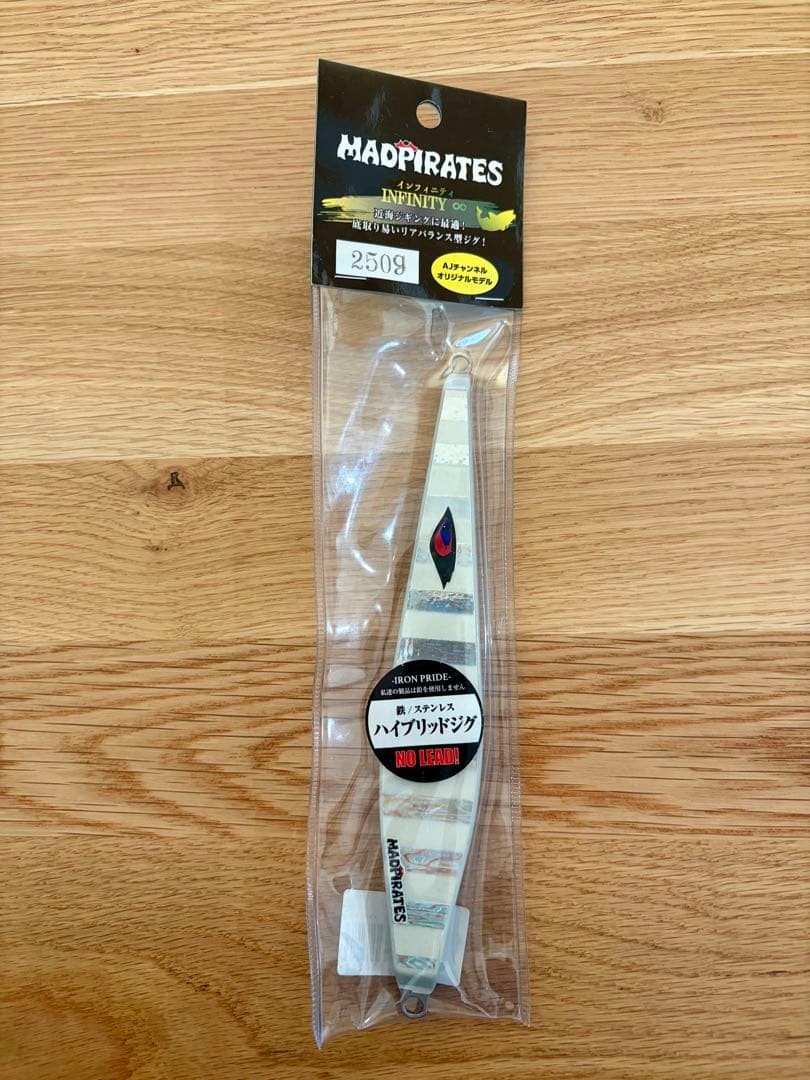 MADPIRATES
インフィニティ
INFINITY ∞
近海ジギングに最適！
底取り易いリアバランス型ジグ！
250g
AJチャンネル
オリジナルモデル
-IRON PRIDE-
私達の製品は鉛を使用しません
鉄/ステンレス
ハイブリッドジグ
NO LEAD!
MADPIRATES